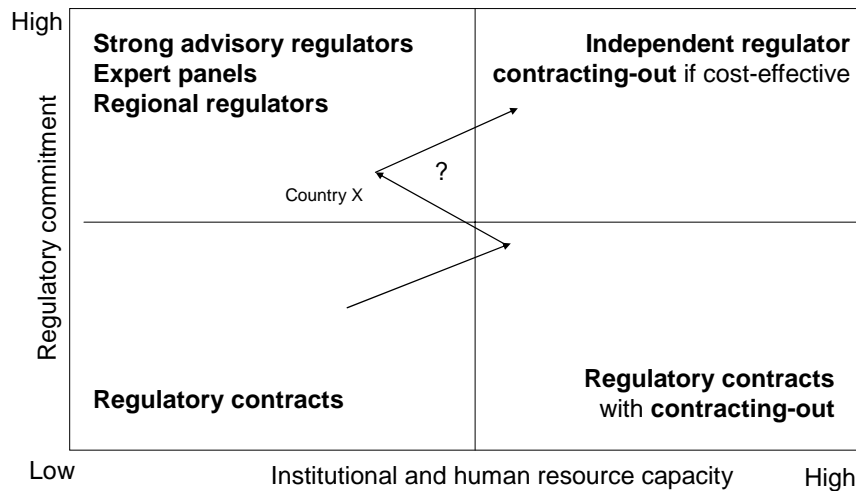 High
Strong advisory regulators
Expert panels
Regional regulators
Independent regulator
contracting-out if cost-effective
?
Country X
Regulatory commitment
Regulatory contracts
Regulatory contracts
with contracting-out
Low
Institutional and human resource capacity
High